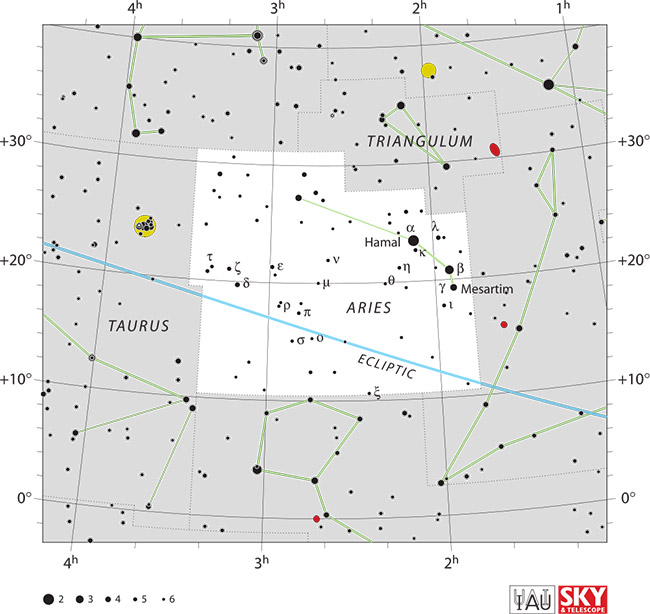 4h 3h 2h 1h
+30° +30°
TRIANGULUM
α λ
Hamal
κ
τ ζ ε ν η β
+20° +20°
δ μ θ γ Mesartim
ρ π ARIES ι
TAURUS
σ ο
ECLIPTIC
+10° +10°
ξ
0° 0°
4h 3h 2h
2 3 4 5 6
IAU SKY
& TELESCOPE